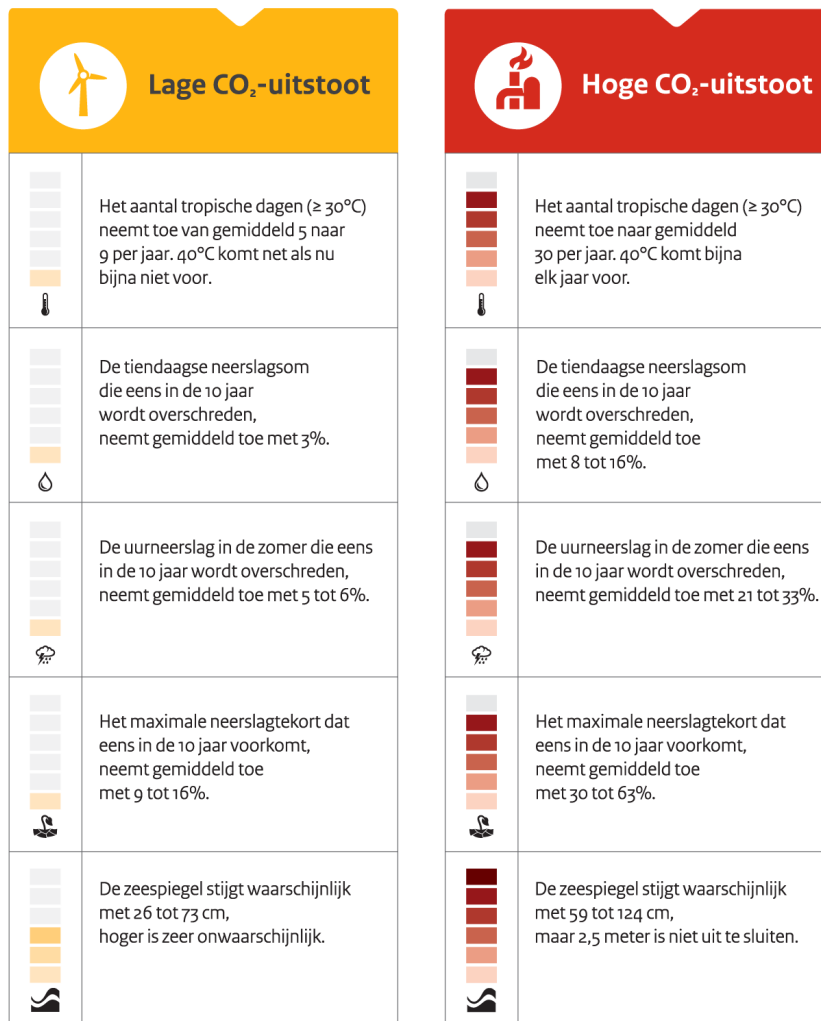 Lage CO₂-uitstoot
Het aantal tropische dagen (≥ 30°C)
neemt toe van gemiddeld 5 naar
9 per jaar. 40°C komt net als nu
bijna niet voor.
De tiendaagse neerslagsom
die eens in de 10 jaar
wordt overschreden,
neemt gemiddeld toe met 3%.
De uurneerslag in de zomer die eens
in de 10 jaar wordt overschreden,
neemt gemiddeld toe met 5 tot 6%.
Het maximale neerslagtekort dat
eens in de 10 jaar voorkomt,
neemt gemiddeld toe
met 9 tot 16%.
De zeespiegel stijgt waarschijnlijk
met 26 tot 73 cm,
hoger is zeer onwaarschijnlijk.
Hoge CO₂-uitstoot
Het aantal tropische dagen (≥ 30°C)
neemt toe naar gemiddeld
30 per jaar. 40°C komt bijna
elk jaar voor.
De tiendaagse neerslagsom
die eens in de 10 jaar
wordt overschreden,
neemt gemiddeld toe
met 8 tot 16%.
De uurneerslag in de zomer die eens
in de 10 jaar wordt overschreden,
neemt gemiddeld toe met 21 tot 33%.
Het maximale neerslagtekort dat
eens in de 10 jaar voorkomt,
neemt gemiddeld toe
met 30 tot 63%.
De zeespiegel stijgt waarschijnlijk
met 59 tot 124 cm,
maar 2,5 meter is niet uit te sluiten.